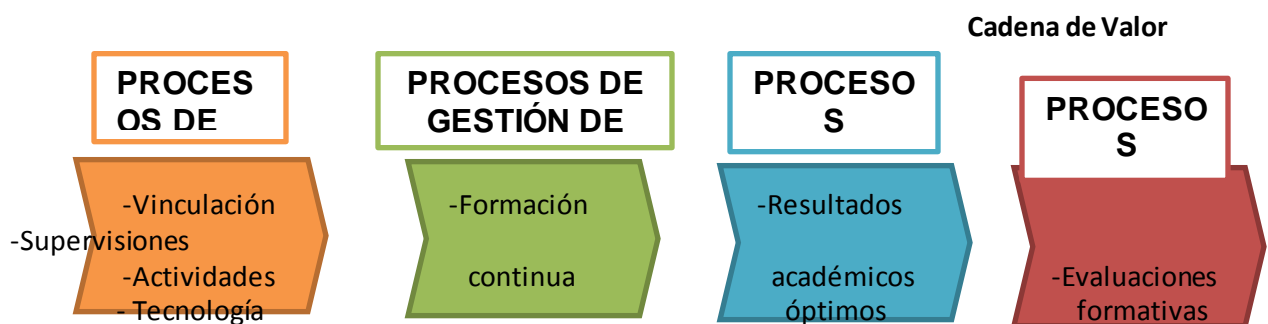 Cadena de Valor
PROCES
OS DE
PROCESOS DE
GESTIÓN DE
PROCESO
S
PROCESO
S
-Vinculación
-Supervisiones
-Actividades
- Tecnología
-Formación
continua
-Resultados
académicos
óptimos
-Evaluaciones
formativas